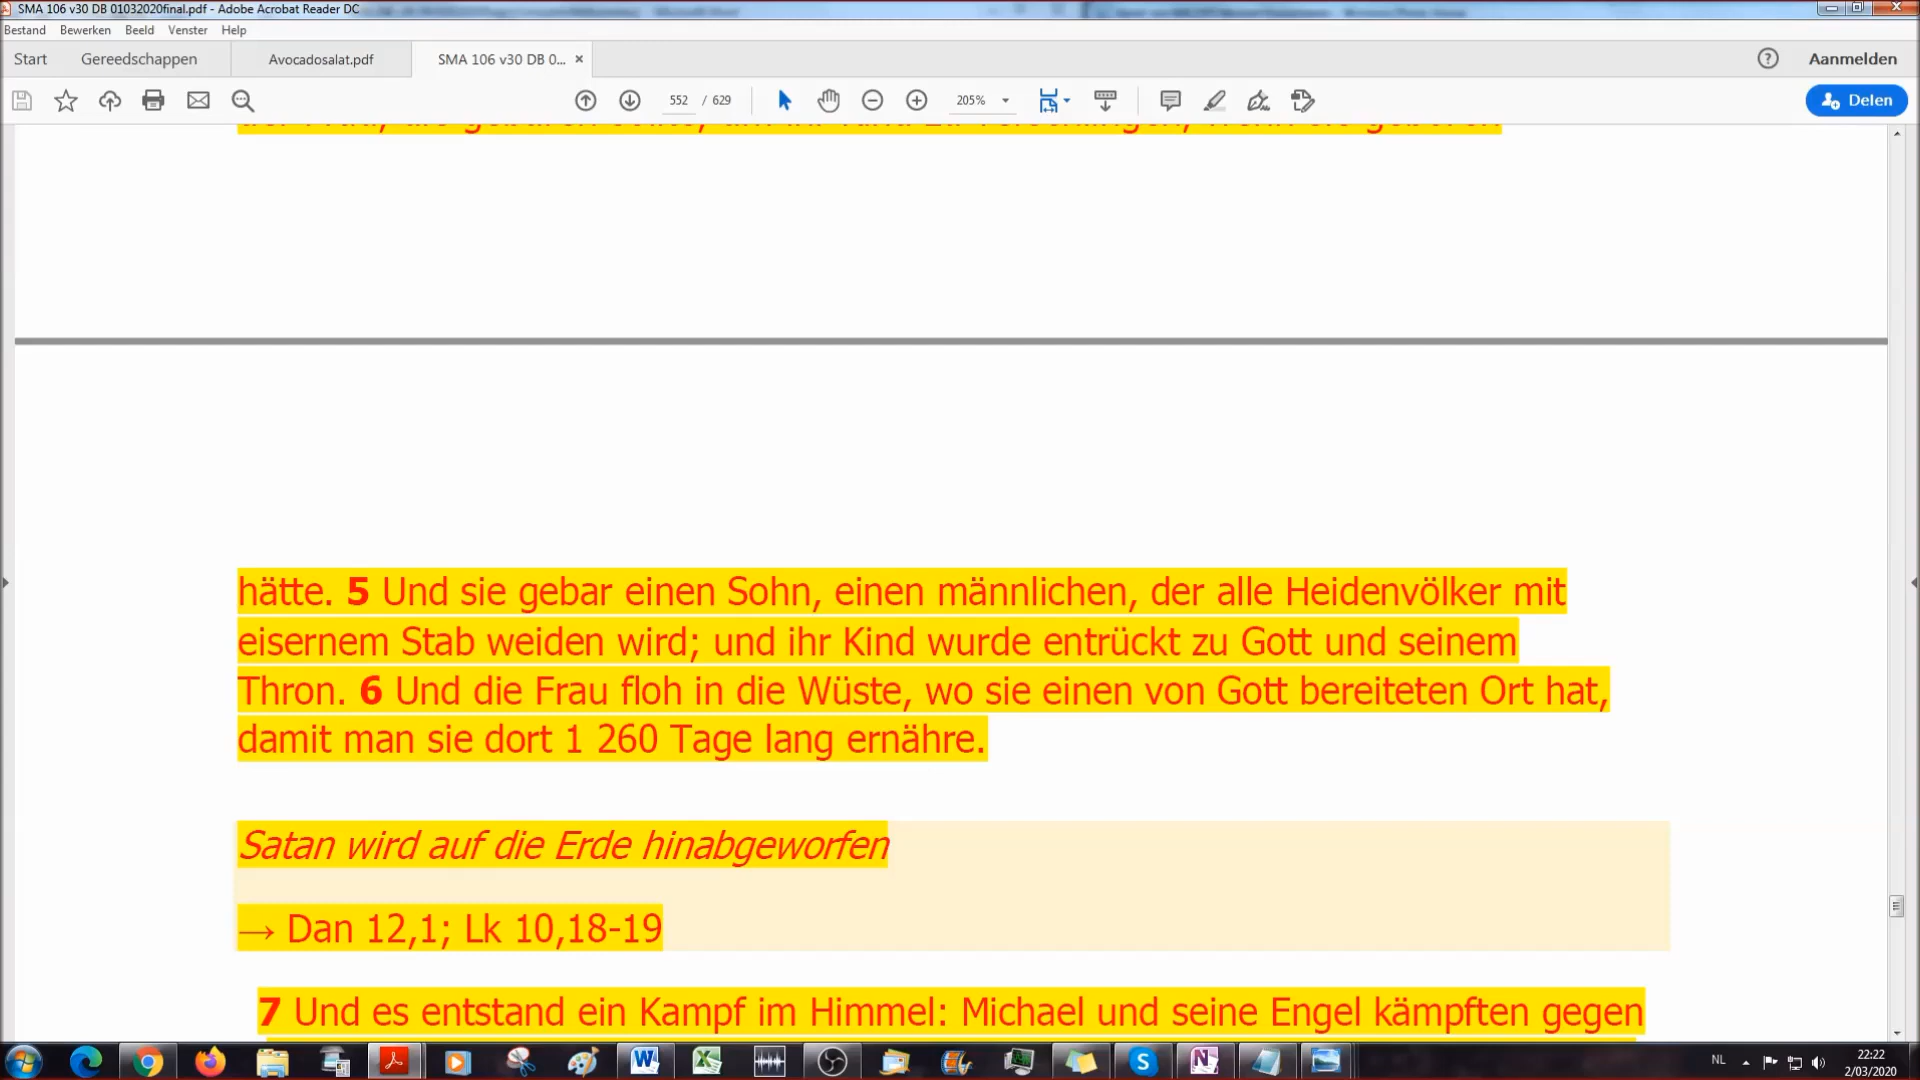 SMA 106 v30 DB 01032020final.pdf - Adobe Acrobat Reader DC
Bestand Bewerken Beeld Venster Help
Start Gereedschappen Avocadosalat.pdf SMA 106 v30 DB 0... × Aanmelden
552 / 629 205% Delen
hätte. 5 Und sie gebar einen Sohn, einen männlichen, der alle Heidenvölker mit
eisernem Stab weiden wird; und ihr Kind wurde entrückt zu Gott und seinem
Thron. 6 Und die Frau floh in die Wüste, wo sie einen von Gott bereiteten Ort hat,
damit man sie dort 1 260 Tage lang ernähre.
Satan wird auf die Erde hinabgeworfen
→ Dan 12,1; Lk 10,18-19
7 Und es entstand ein Kampf im Himmel: Michael und seine Engel kämpften gegen
NL 22:22
2/03/2020